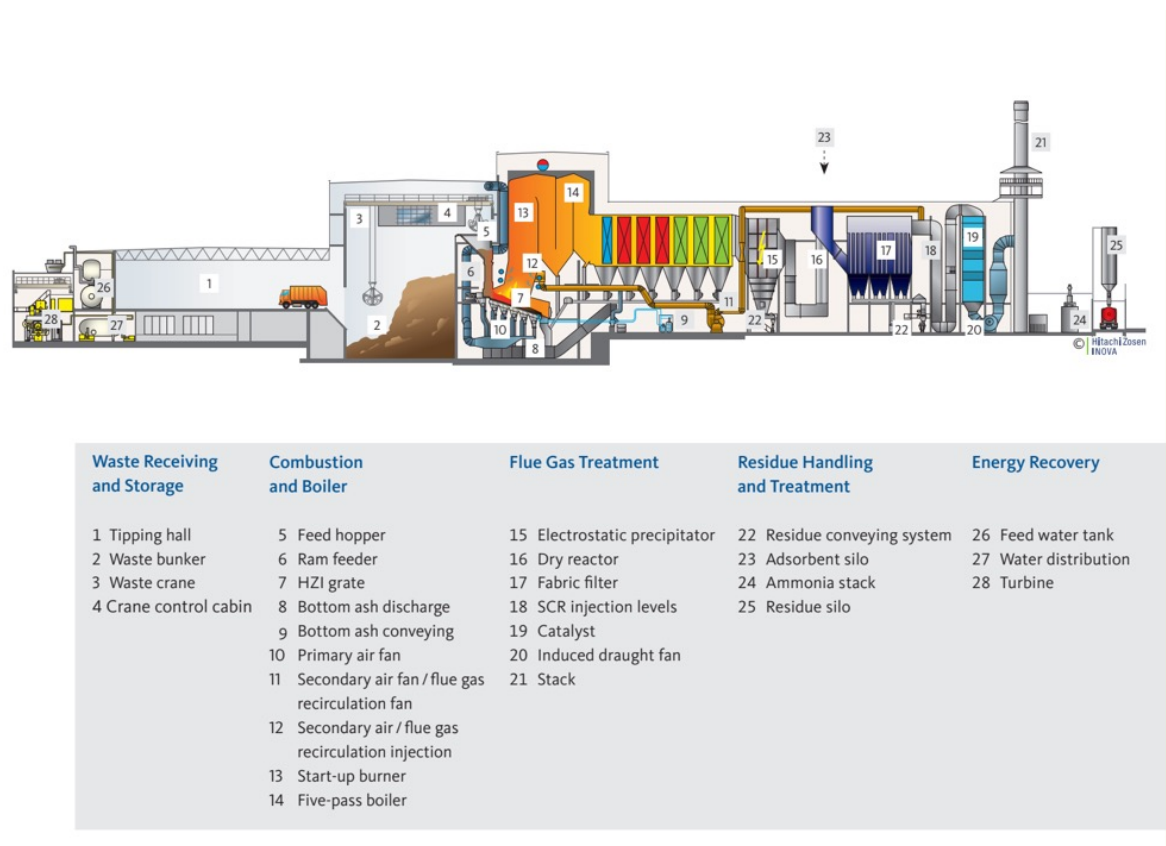 23
21
14
13
3
4
5
19
25
17
18
15
16
12
6
26
1
7
11
2
28
27
10
9
22
22
20
24
8
© Hitachi Zosen
INOVA
Waste Receiving
and Storage
1 Tipping hall
2 Waste bunker
3 Waste crane
4 Crane control cabin
Combustion
and Boiler
5 Feed hopper
6 Ram feeder
7 HZI grate
8 Bottom ash discharge
9 Bottom ash conveying
10 Primary air fan
11 Secondary air fan / flue gas
recirculation fan
12 Secondary air / flue gas
recirculation injection
13 Start-up burner
14 Five-pass boiler
Flue Gas Treatment
15 Electrostatic precipitator
16 Dry reactor
17 Fabric filter
18 SCR injection levels
19 Catalyst
20 Induced draught fan
21 Stack
Residue Handling
and Treatment
22 Residue conveying system
23 Adsorbent silo
24 Ammonia stack
25 Residue silo
Energy Recovery
26 Feed water tank
27 Water distribution
28 Turbine